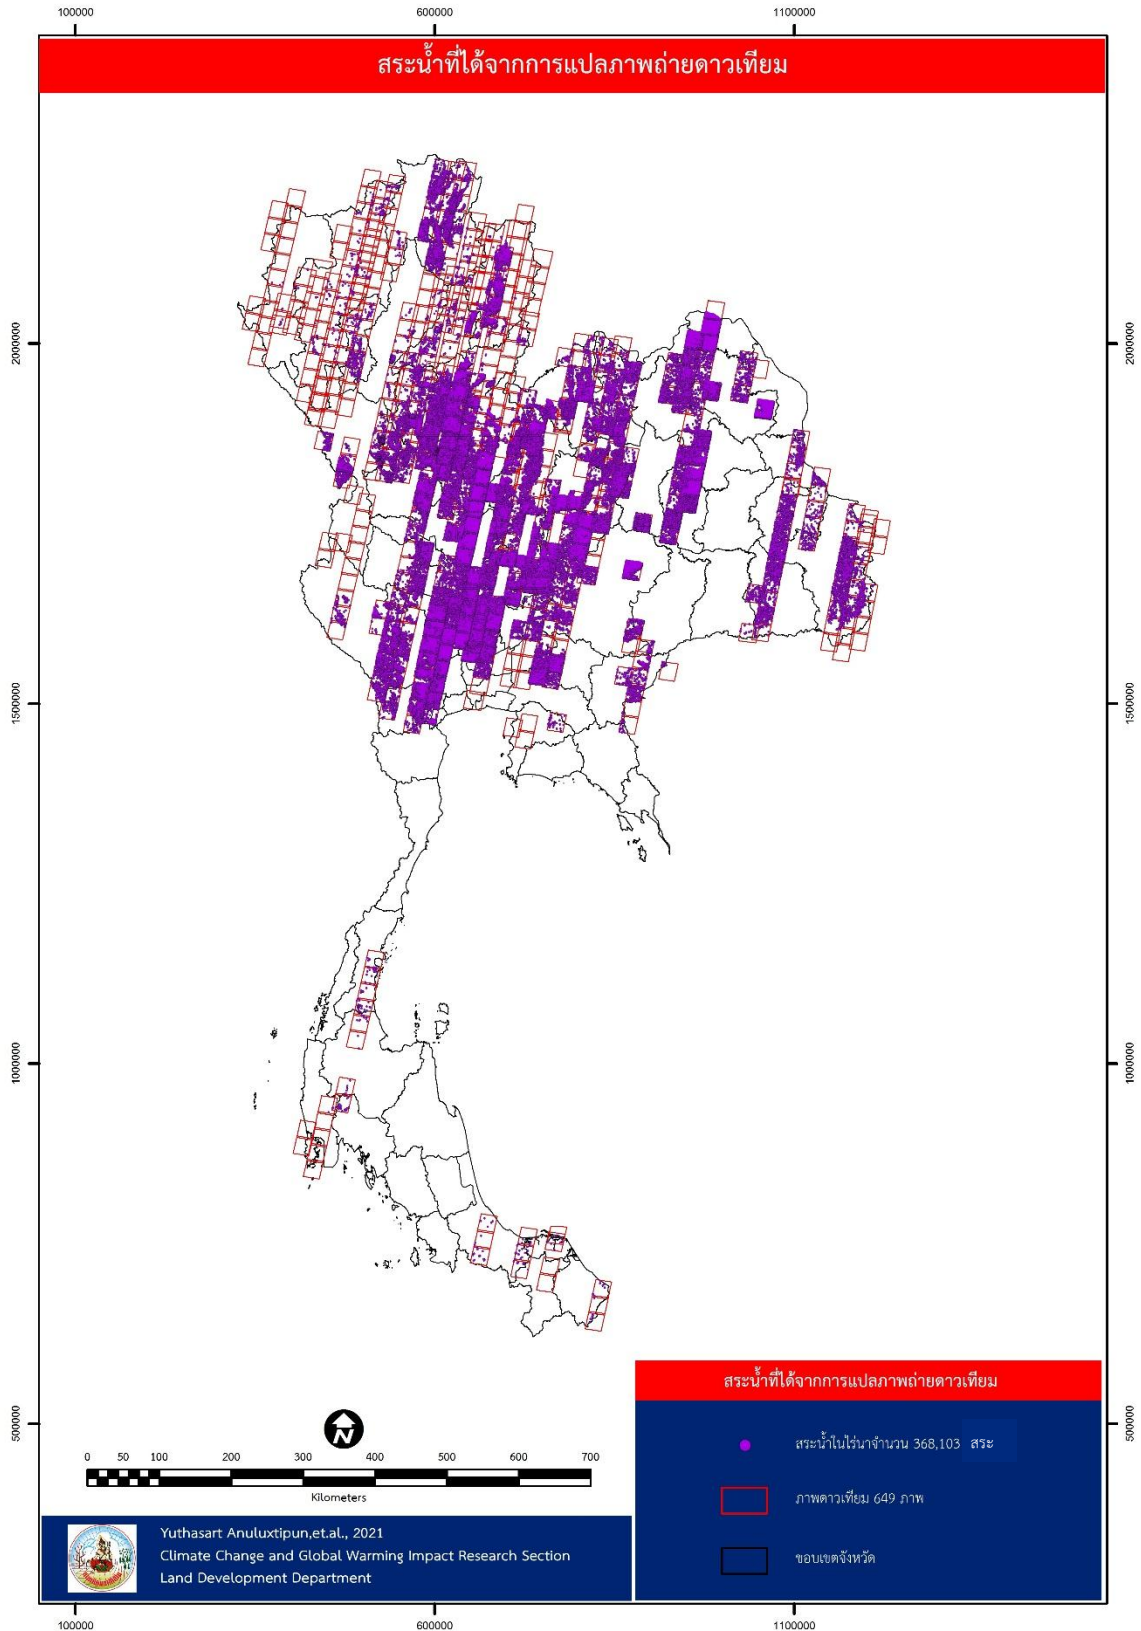 100000 600000 1100000
สระน้ำที่ได้จากการแปลภาพถ่ายดาวเทียม
2000000 2000000
1500000 1500000
1000000 1000000
500000 500000
N
0 50 100 200 300 400 500 600 700
Kilometers
Yuthasart Anuluxtipun,et.al., 2021
Climate Change and Global Warming Impact Research Section
Land Development Department
สระน้ำที่ได้จากการแปลภาพถ่ายดาวเทียม
สระน้ำในไร่นาจำนวน 368,103 สระ
ภาพดาวเทียม 649 ภาพ
ขอบเขตจังหวัด
100000 600000 1100000